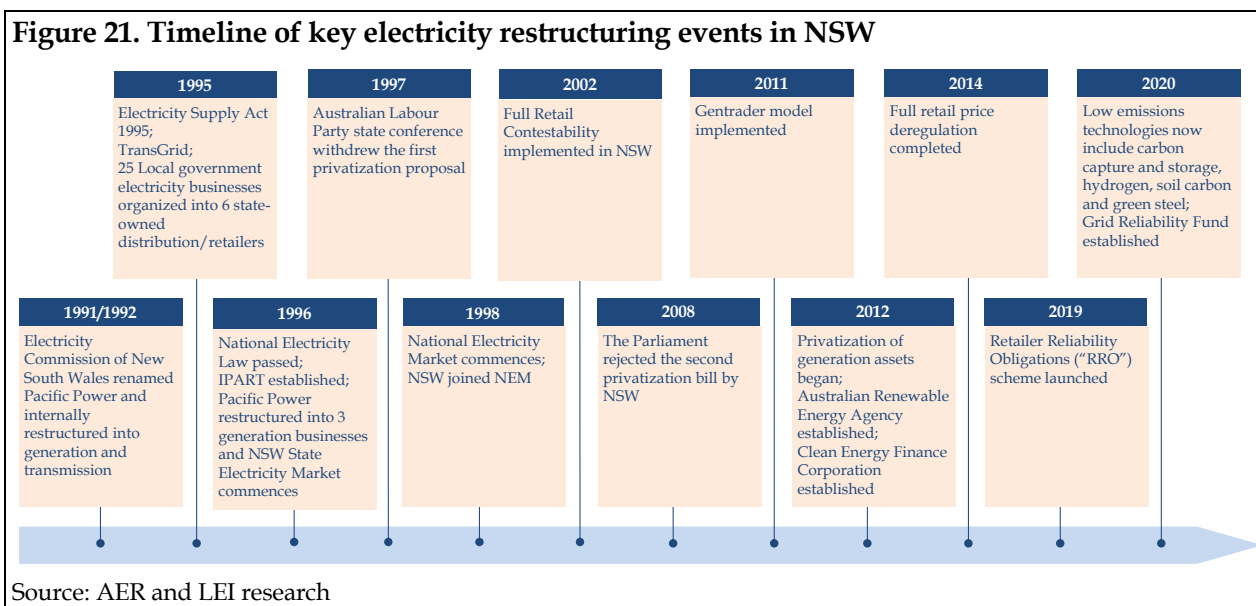 Figure 21. Timeline of key electricity restructuring events in NSW
1995
Electricity Supply Act
1995;
TransGrid;
25 Local government
electricity businesses
organized into 6 state-
owned
distribution/retailers
1997
Australian Labour
Party state conference
withdrew the first
privatization proposal
2002
Full Retail
Contestability
implemented in NSW
2011
Gentrader model
implemented
2014
Full retail price
deregulation
completed
2020
Low emissions
technologies now
include carbon
capture and storage,
hydrogen, soil carbon
and green steel;
Grid Reliability Fund
established
1991/1992
Electricity
Commission of New
South Wales renamed
Pacific Power and
internally
restructured into
generation and
transmission
1996
National Electricity
Law passed;
IPART established;
Pacific Power
restructured into 3
generation businesses
and NSW State
Electricity Market
commences
1998
National Electricity
Market commences;
NSW joined NEM
2008
The Parliament
rejected the second
privatization bill by
NSW
2012
Privatization of
generation assets
began;
Australian Renewable
Energy Agency
established;
Clean Energy Finance
Corporation
established
2019
Retailer Reliability
Obligations (“RRO”)
scheme launched
Source: AER and LEI research